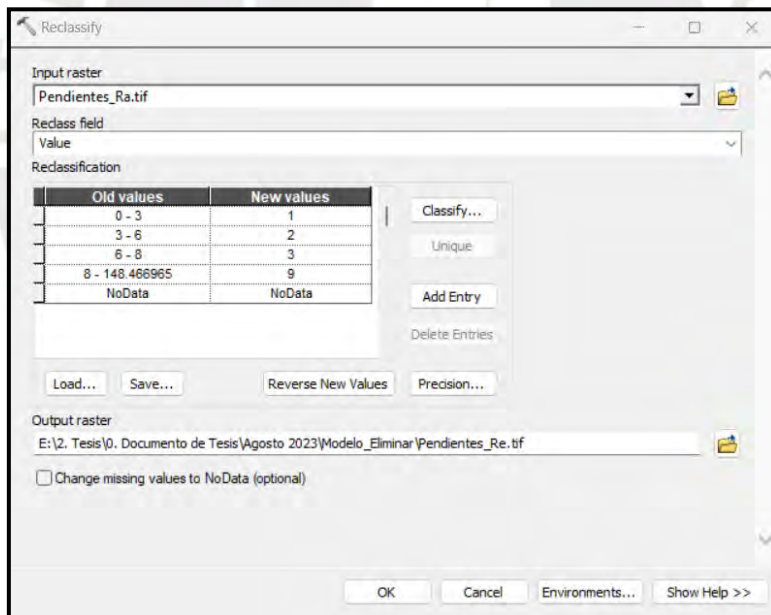 Reclassify
Input raster
Pendientes_Ra.tif
Reclass field
Value
Reclassification
Old values New values
0 - 3 1
3 - 6 2
6 - 8 3
8 - 148.466965 9
NoData NoData
Classify...
Unique
Add Entry
Delete Entries
Load... Save... Reverse New Values Precision...
Output raster
E:\2. Tesis\0. Documento de Tesis\Agosto 2023\Modelo_Eliminar\Pendientes_Re.tif
Change missing values to NoData (optional)
OK Cancel Environments... Show Help >>